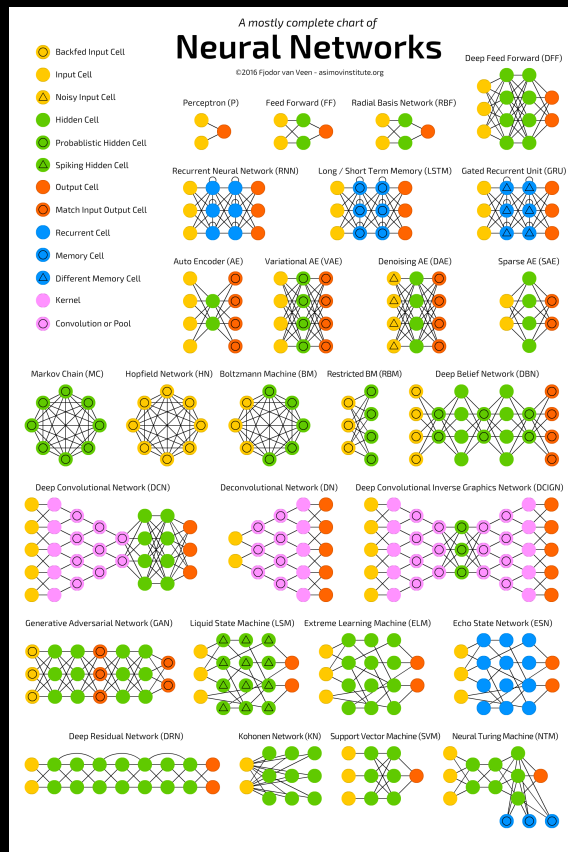 A mostly complete chart of
Neural Networks
©2016 Fjodor van Veen - asimovinstitute.org
Backfed Input Cell
Input Cell
Noisy Input Cell
Hidden Cell
Probablistic Hidden Cell
Spiking Hidden Cell
Output Cell
Match Input Output Cell
Recurrent Cell
Memory Cell
Different Memory Cell
Kernel
Convolution or Pool
Deep Feed Forward (DFF)
Perceptron (P)
Feed Forward (FF)
Radial Basis Network (RBF)
Recurrent Neural Network (RNN)
Long / Short Term Memory (LSTM)
Gated Recurrent Unit (GRU)
Auto Encoder (AE)
Variational AE (VAE)
Denoising AE (DAE)
Sparse AE (SAE)
Markov Chain (MC)
Hopfield Network (HN)
Boltzmann Machine (BM)
Restricted BM (RBM)
Deep Belief Network (DBN)
Deep Convolutional Network (DCN)
Deconvolutional Network (DN)
Deep Convolutional Inverse Graphics Network (DCIGN)
Generative Adversarial Network (GAN)
Liquid State Machine (LSM)
Extreme Learning Machine (ELM)
Echo State Network (ESN)
Deep Residual Network (DRN)
Kohonen Network (KN)
Support Vector Machine (SVM)
Neural Turing Machine (NTM)